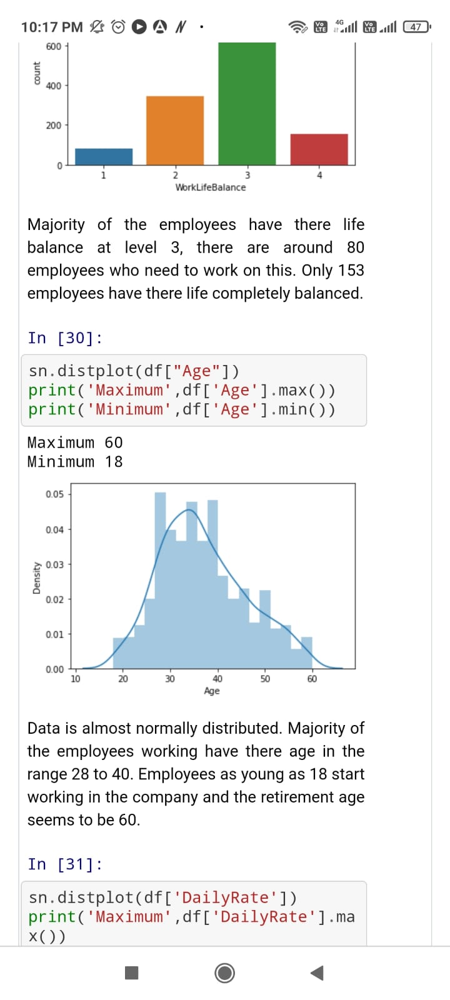 10:17 PM Vo LTE 4G Vo LTE 47
600
count
400
200
0
1 2 3 4
WorkLifeBalance
Majority of the employees have there life
balance at level 3, there are around 80
employees who need to work on this. Only 153
employees have there life completely balanced.
In [30]:
sn.distplot(df["Age"])
print('Maximum',df['Age'].max())
print('Minimum',df['Age'].min())
Maximum 60
Minimum 18
0.05
0.04
0.03
Density
0.02
0.01
0.00
10 20 30 40 50 60
Age
Data is almost normally distributed. Majority of
the employees working have there age in the
range 28 to 40. Employees as young as 18 start
working in the company and the retirement age
seems to be 60.
In [31]:
sn.distplot(df['DailyRate'])
print('Maximum',df['DailyRate'].ma
x())